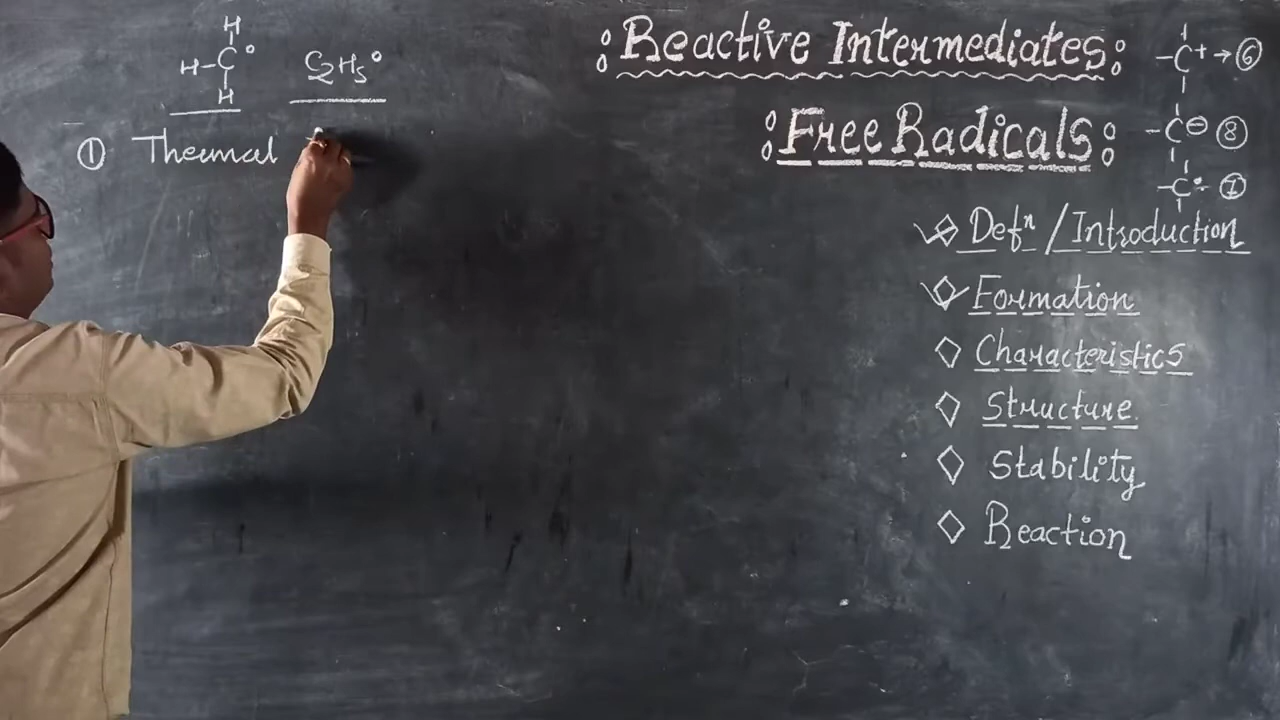 H
H-C°
H
C2H5°
① Thermal
:Reactive Intermediates:
:Free Radicals:
-C+ → ⑥
-C⊖ ⑧
-C· - ⑦
Defn / Introduction
Formation
Characteristics
Structure.
Stability
Reaction